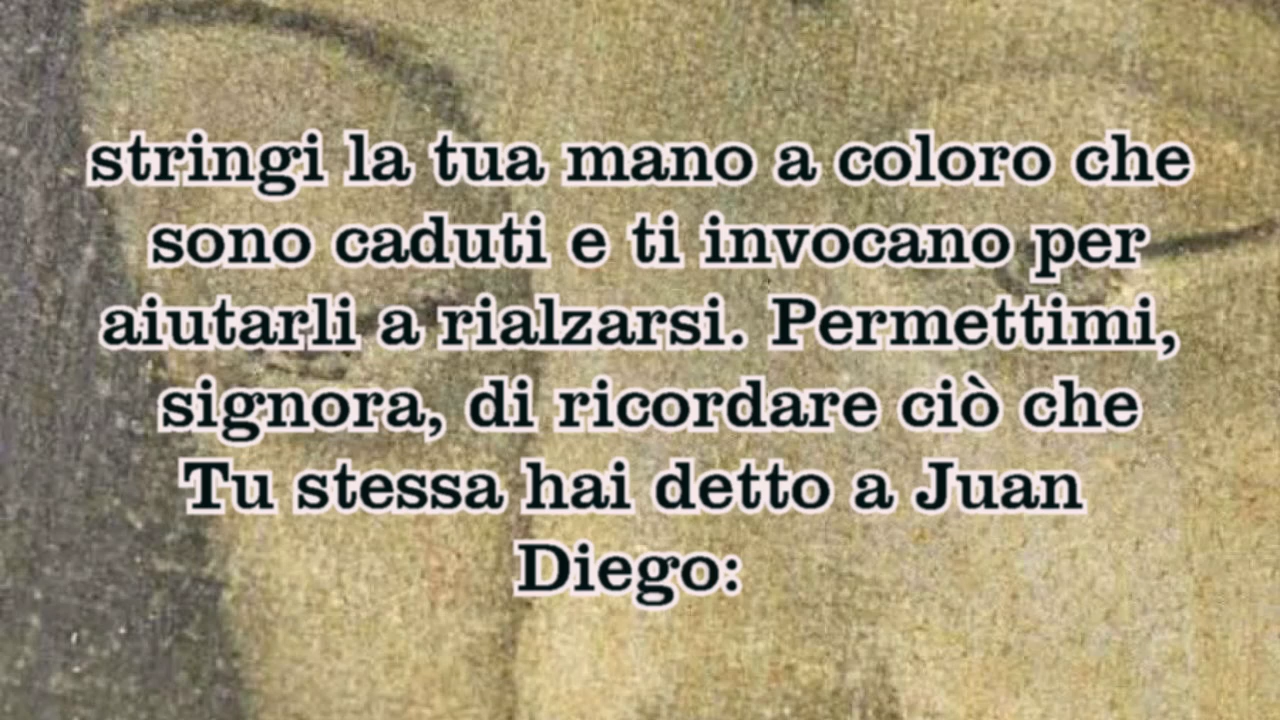 stringi la tua mano a coloro che
sono caduti e ti invocano per
aiutarli a rialzarsi. Permettimi,
signora, di ricordare ciò che
Tu stessa hai detto a Juan
Diego: